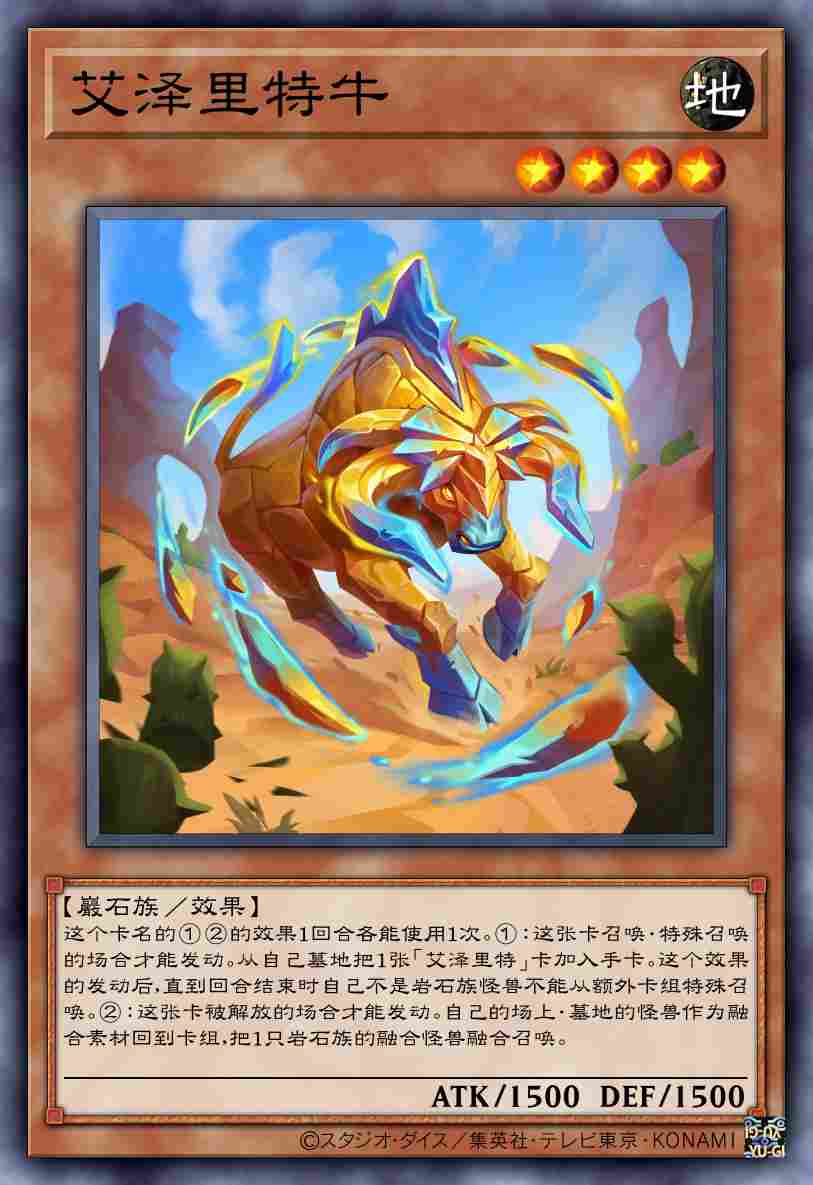 艾泽里特牛
地
【巖石族／效果】
这个卡名的①②的效果1回合各能使用1次。①：这张卡召唤·特殊召唤
的场合才能发动。从自己墓地把1张「艾泽里特」卡加入手卡。这个效果
的发动后，直到回合结束时自己不是岩石族怪兽不能从额外卡组特殊召
唤。②：这张卡被解放的场合才能发动。自己的场上·墓地的怪兽作为融
合素材回到卡组，把1只岩石族的融合怪兽融合召唤。
ATK/1500 DEF/1500
©スタジオ·ダイス／集英社·テレビ東京·KONAMI